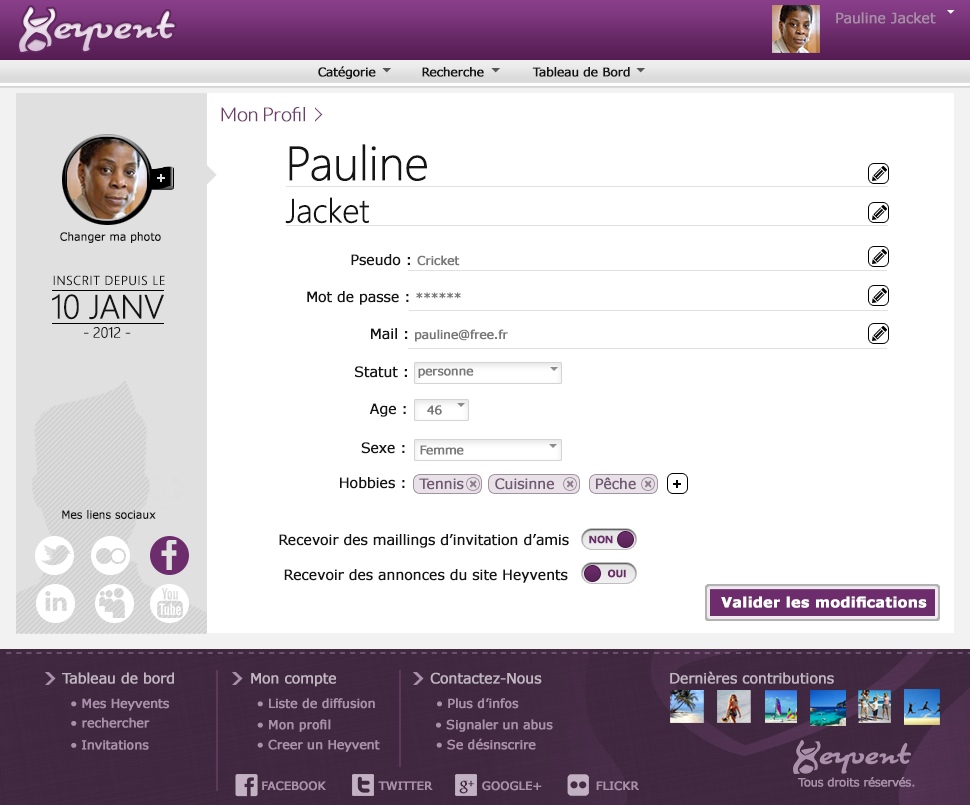 Heyvent
Pauline Jacket
Catégorie
Recherche
Tableau de Bord
Mon Profil >
Changer ma photo
INSCRIT DEPUIS LE
10 JANV
- 2012 -
Mes liens sociaux
in
You
Tube
Pauline
Jacket
Pseudo : Cricket
Mot de passe : ******
Mail : pauline@free.fr
Statut : personne
Age : 46
Sexe : Femme
Hobbies : Tennis Cuisinne Pêche
Recevoir des maillings d’invitation d’amis NON
Recevoir des annonces du site Heyvents OUI
Valider les modifications
Tableau de bord
• Mes Heyvents
• rechercher
• Invitations
Mon compte
• Liste de diffusion
• Mon profil
• Creer un Heyvent
Contactez-Nous
• Plus d’infos
• Signaler un abus
• Se désinscrire
Dernières contributions
FACEBOOK
TWITTER
g+ GOOGLE+
FLICKR
Heyvent
Tous droits réservés.